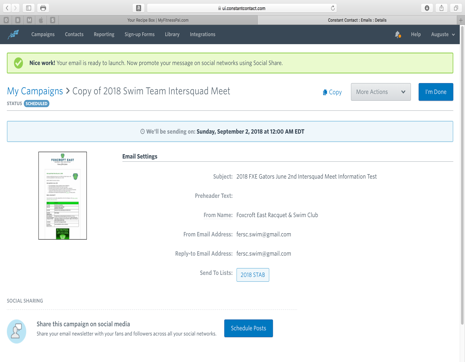 ui.constantcontact.com
Your Recipe Box | MyFitnessPal.com
Constant Contact : Emails : Details
Campaigns Contacts Reporting Sign-up Forms Library Integrations Help Auguste
Nice work! Your email is ready to launch. Now promote your message on social networks using Social Share.
My Campaigns > Copy of 2018 Swim Team Intersquad Meet
Copy
More Actions
I'm Done
STATUS SCHEDULED
We'll be sending on: Sunday, September 2, 2018 at 12:00 AM EDT
FOXCROFT EAST
Email Settings
Subject: 2018 FXE Gators June 2nd Intersquad Meet Information Test
Preheader Text:
From Name: Foxcroft East Racquet & Swim Club
From Email Address: fersc.swim@gmail.com
Reply-to Email Address: fersc.swim@gmail.com
Send To Lists: 2018 STAB
SOCIAL SHARING
Share this campaign on social media
Share your email newsletter with your fans and followers across all your social networks.
Schedule Posts